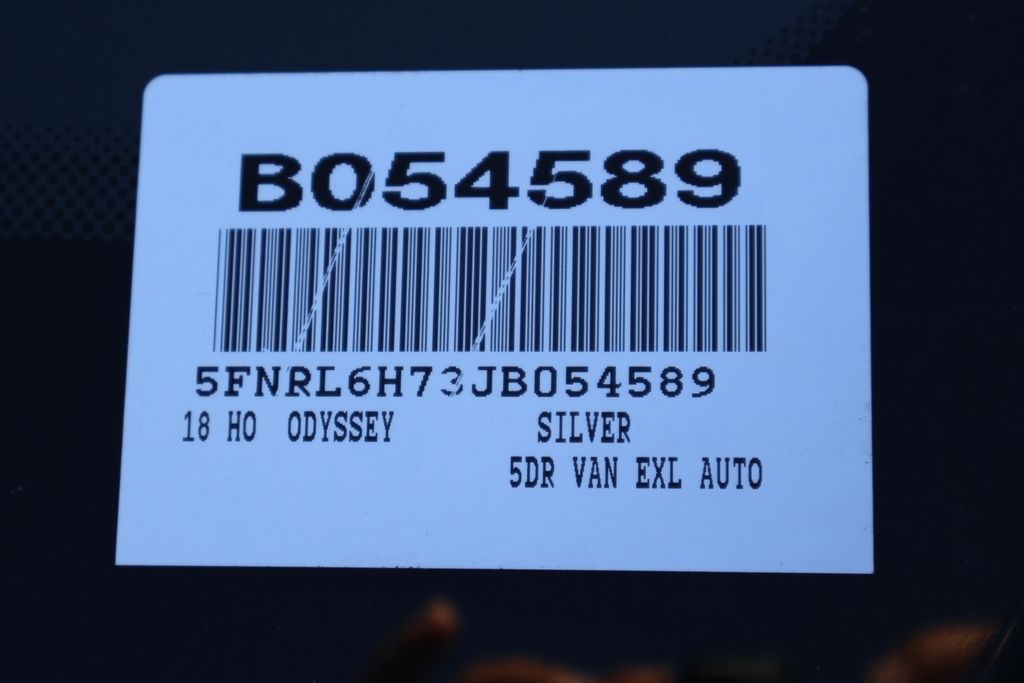 B054589
5FNRL6H73JB054589
18 HO ODYSSEY SILVER
5DR VAN EXL AUTO